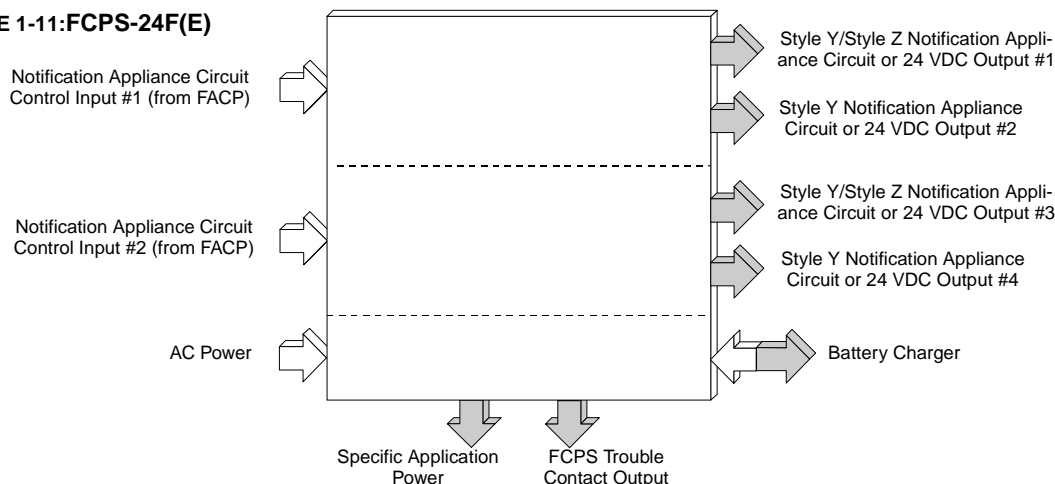 E 1-11:FCPS-24F(E)
Notification Appliance Circuit
Control Input #1 (from FACP)
Style Y/Style Z Notification Appli-
ance Circuit or 24 VDC Output #1
Style Y Notification Appliance
Circuit or 24 VDC Output #2
Notification Appliance Circuit
Control Input #2 (from FACP)
Style Y/Style Z Notification Appli-
ance Circuit or 24 VDC Output #3
Style Y Notification Appliance
Circuit or 24 VDC Output #4
AC Power
Battery Charger
Specific Application
Power
FCPS Trouble
Contact Output